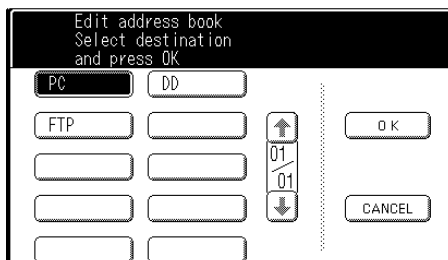 Edit address book
Select destination
and press OK
PC
DD
FTP
01
01
OK
CANCEL